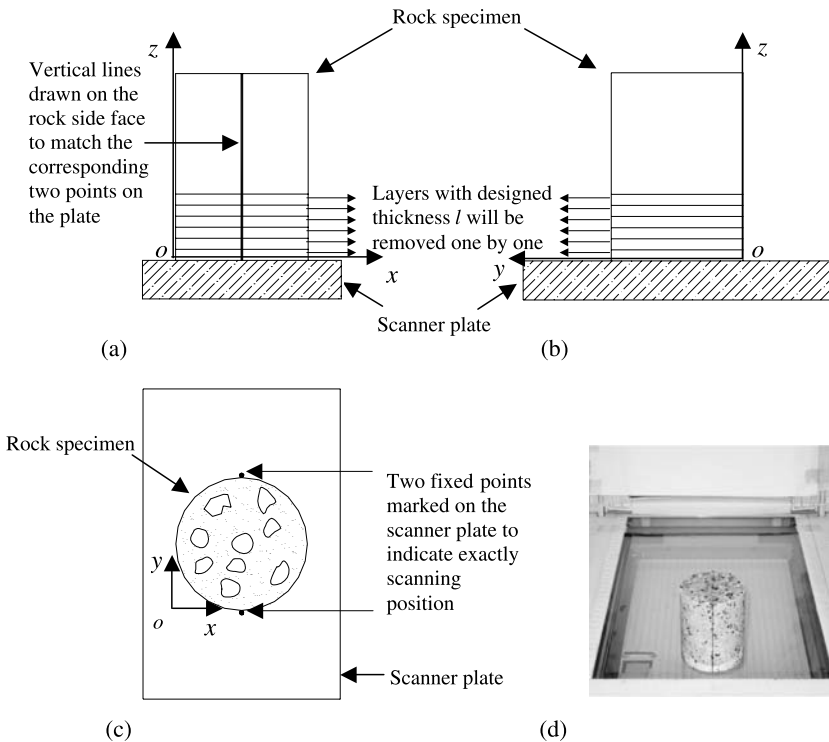 Rock specimen
z
z
Vertical lines
drawn on the
rock side face
to match the
corresponding
two points on
the plate
Layers with designed
thickness l will be
removed one by one
o
o
x
y
Scanner plate
(a)
(b)
Rock specimen
Two fixed points
marked on the
scanner plate to
indicate exactly
scanning
position
y
o
x
Scanner plate
(c)
(d)